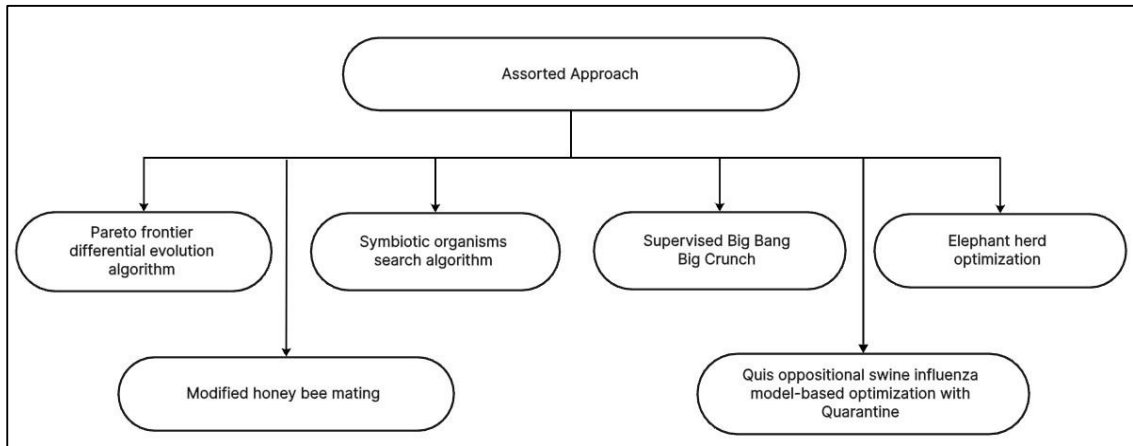 Assorted Approach
Pareto frontier
differential evolution
algorithm
Symbiotic organisms
search algorithm
Supervised Big Bang
Big Crunch
Elephant herd
optimization
Modified honey bee mating
Quis oppositional swine influenza
model-based optimization with
Quarantine